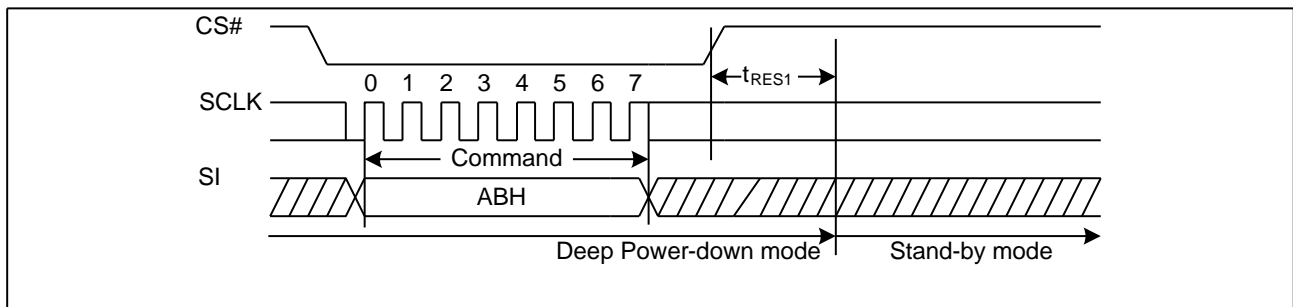 CS#
tRES1
0 1 2 3 4 5 6 7
SCLK
Command
SI
ABH
Deep Power-down mode Stand-by mode